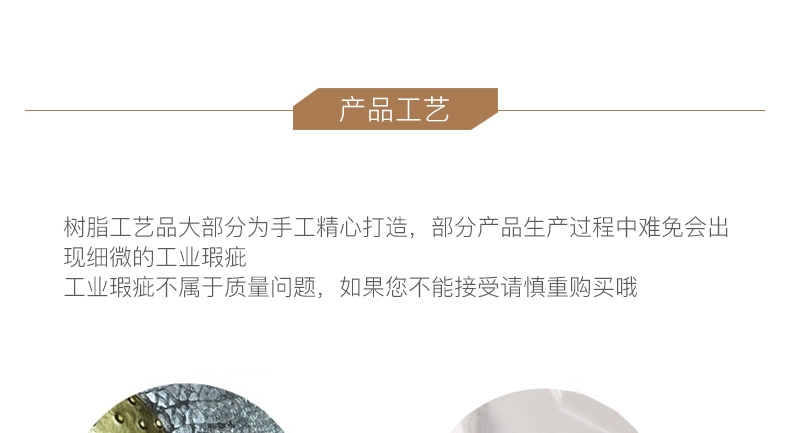 产品工艺
树脂工艺品大部分为手工精心打造，部分产品生产过程中难免会出
现细微的工业瑕疵
工业瑕疵不属于质量问题，如果您不能接受请慎重购买哦